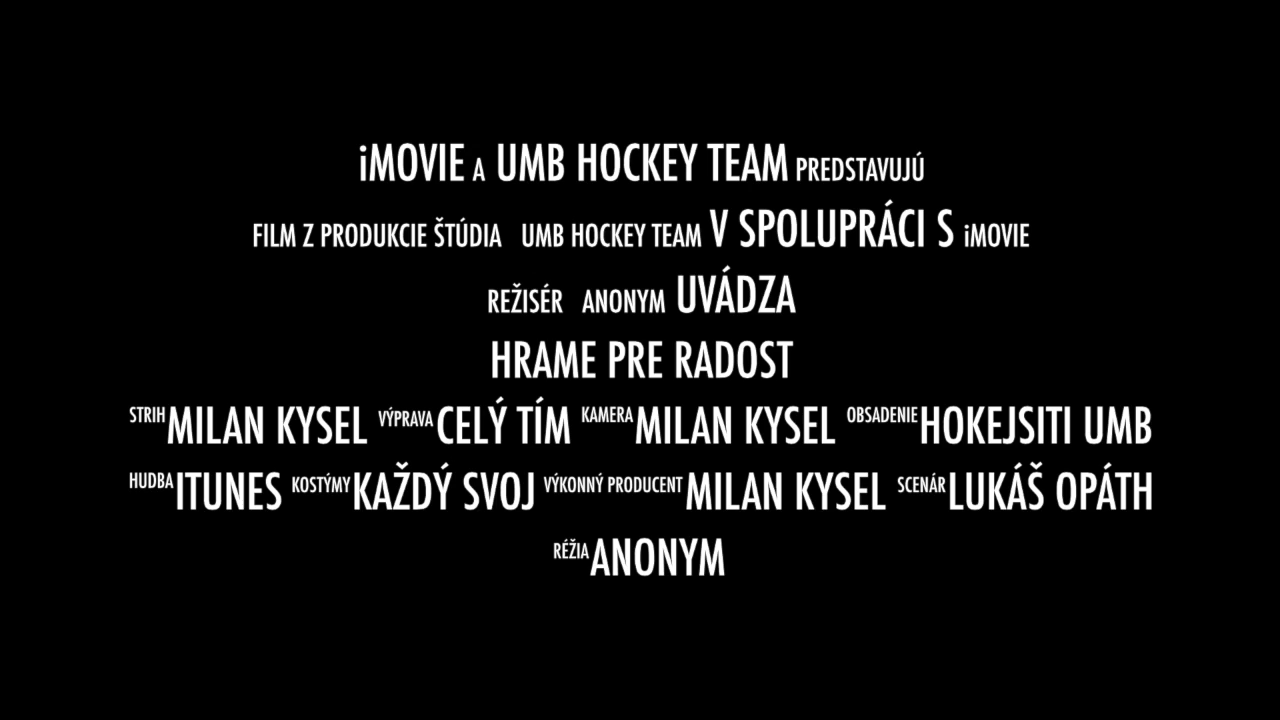 iMOVIE A UMB HOCKEY TEAM PREDSTAVUJÚ
FILM Z PRODUKCIE ŠTÚDIA UMB HOCKEY TEAM V SPOLUPRÁCI S iMOVIE
REŽISÉR ANONYM UVÁDZA
HRAME PRE RADOST
STRIH MILAN KYSEL VÝPRAVA CELÝ TÍM KAMERA MILAN KYSEL OBSADENIE HOKEJSITI UMB
HUDBA ITUNES KOSTÝMY KAŽDÝ SVOJ VÝKONNÝ PRODUCENT MILAN KYSEL SCENÁR LUKÁŠ OPÁTH
RÉŽIA ANONYM